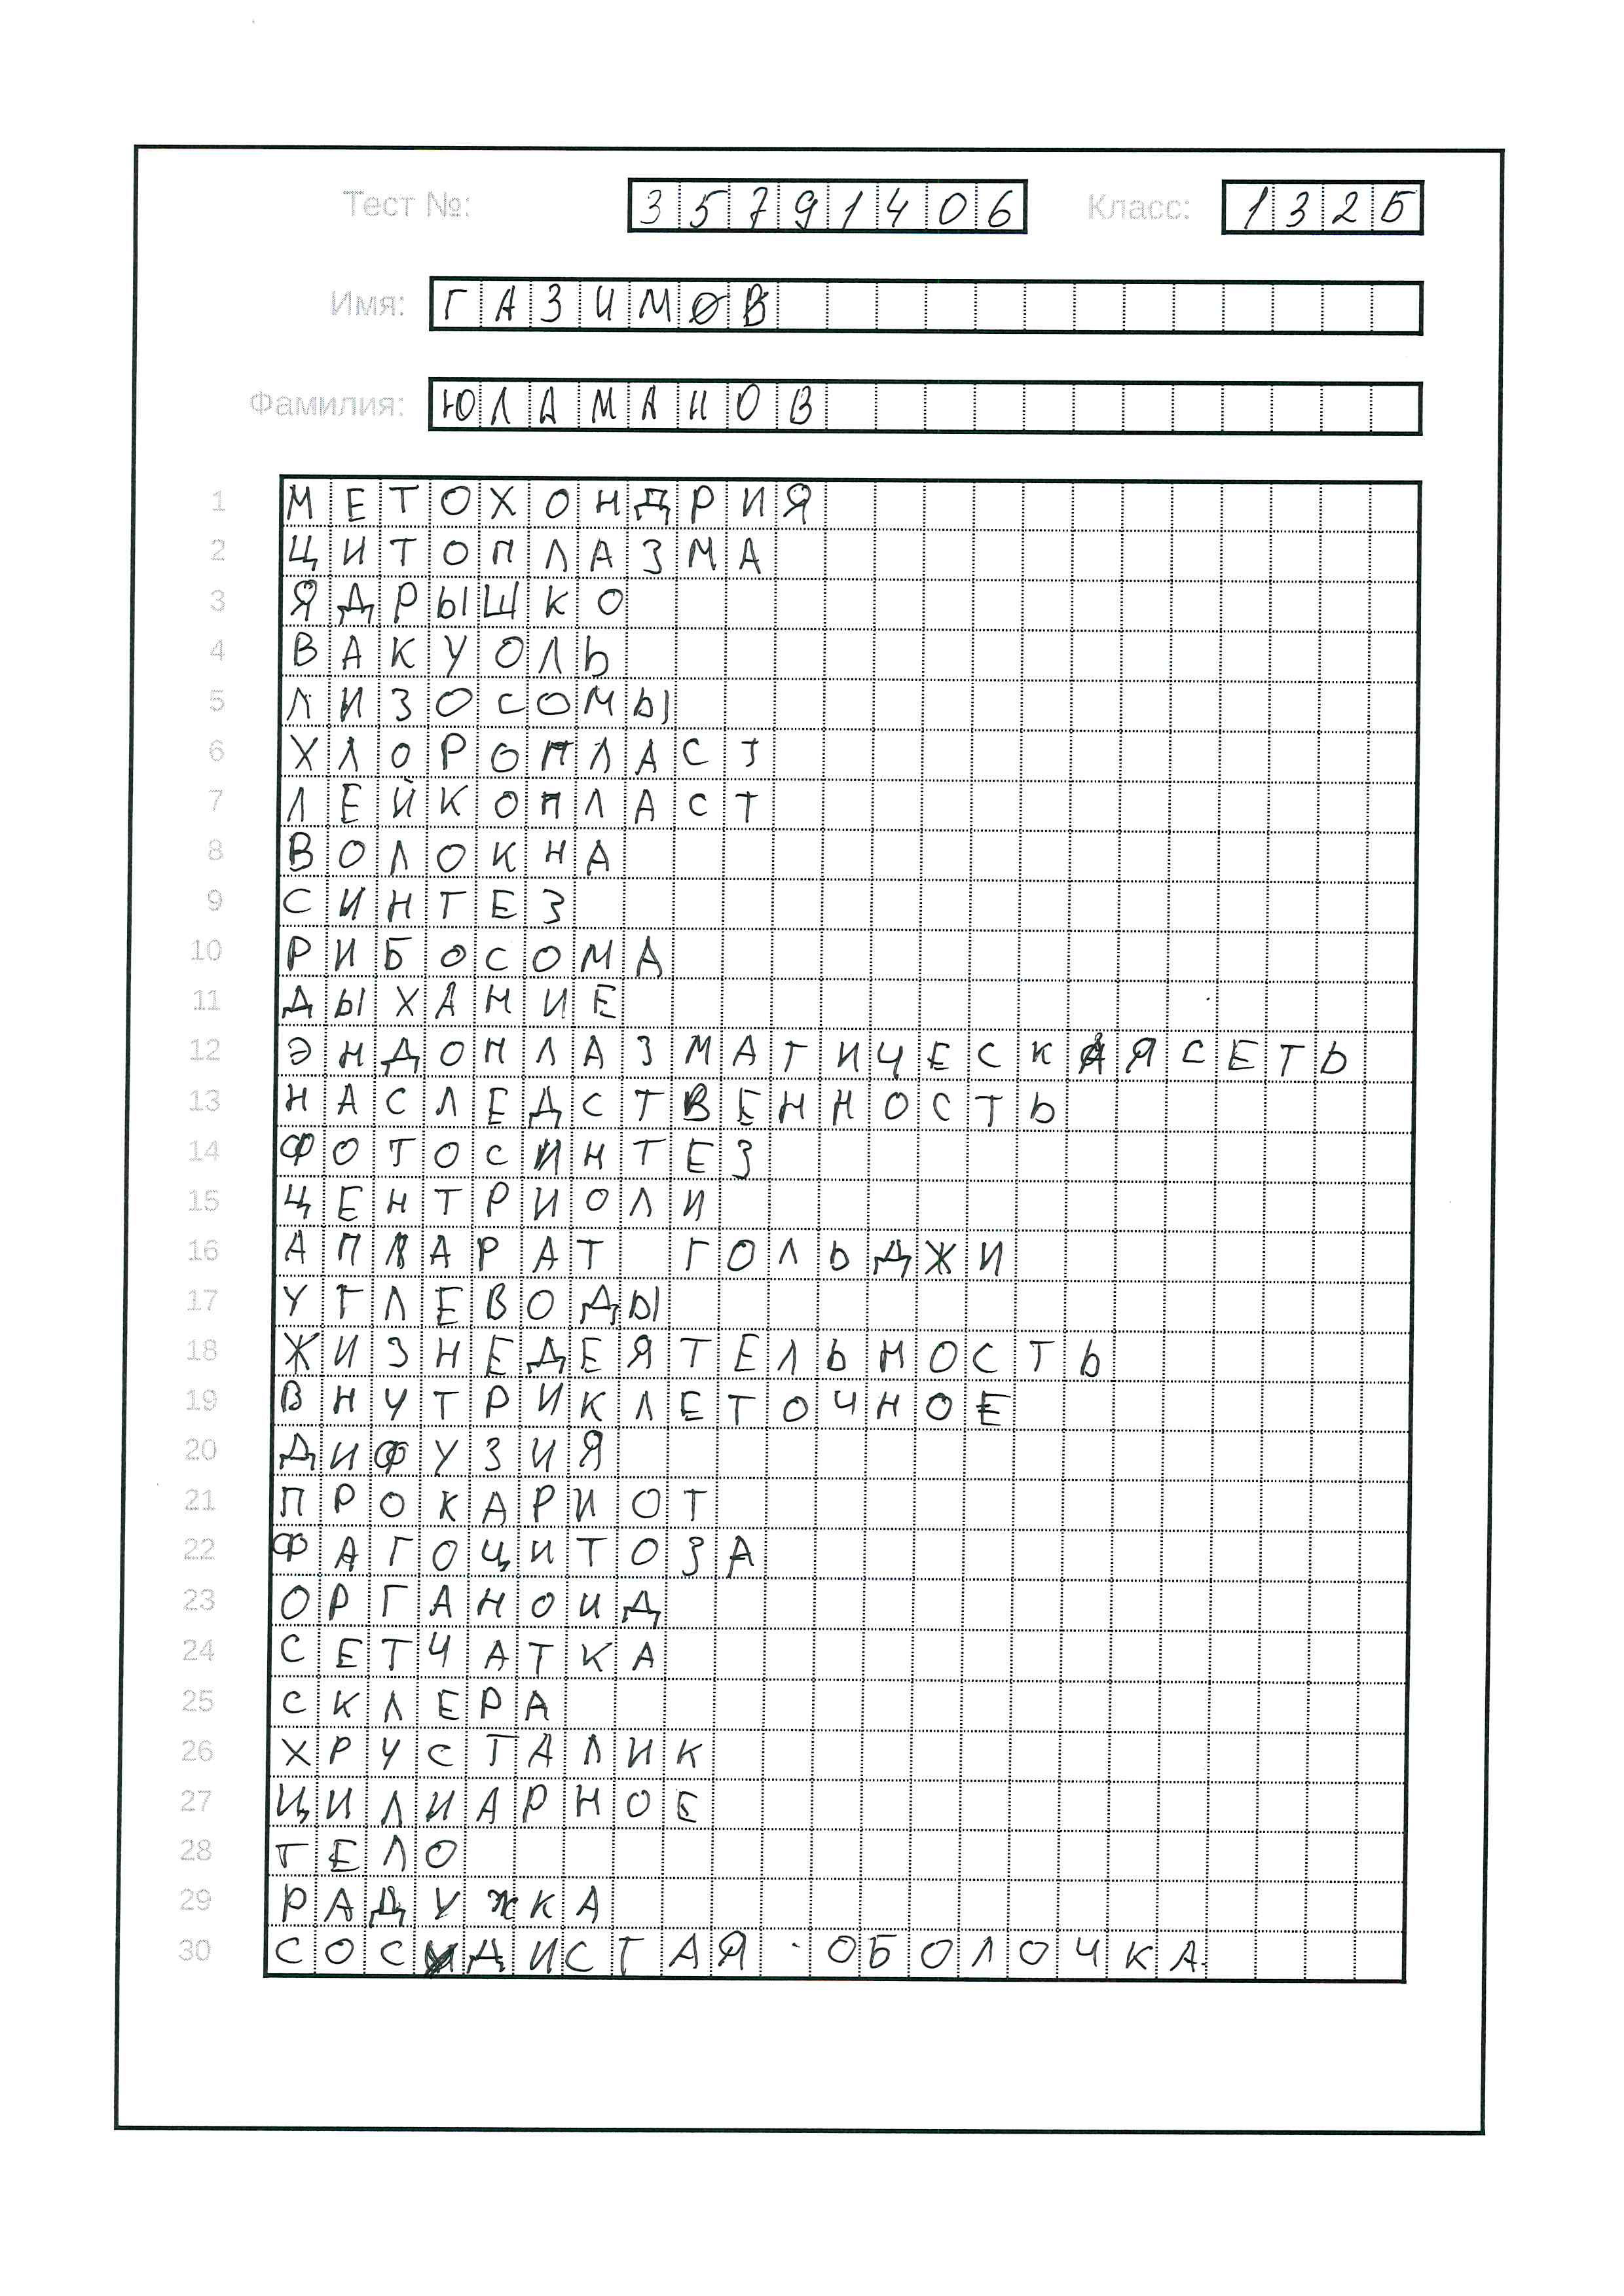 Тест №: 35791406 Класс: 132Б
Имя: ГАЗИМОВ
Фамилия: ЮЛАМАНОВ
1 МЕТОХОНДРИЯ
2 ЦИТОПЛАЗМА
3 ЯДРЫШКО
4 ВАКУОЛЬ
5 ЛИЗОСОМЫ
6 ХЛОРОПЛАСТ
7 ЛЕЙКОПЛАСТ
8 ВОЛОКНА
9 СИНТЕЗ
10 РИБОСОМА
11 ДЫХАНИЕ
12 ЭНДОПЛАЗМАТИЧЕСКАЯСЕТЬ
13 НАСЛЕДСТВЕННОСТЬ
14 ФОТОСИНТЕЗ
15 ЦЕНТРИОЛИ
16 АППАРАТ ГОЛЬДЖИ
17 УГЛЕВОДЫ
18 ЖИЗНЕДЕЯТЕЛЬНОСТЬ
19 ВНУТРИКЛЕТОЧНОЕ
20 ДИФУЗИЯ
21 ПРОКАРИОТ
22 ФАГОЦИТОЗА
23 ОРГАНОИД
24 СЕТЧАТКА
25 СКЛЕРА
26 ХРУСТАЛИК
27 ЦИЛИАРНОЕ
28 ТЕЛО
29 РАДУЖКА
30 СОСУДИСТАЯ ОБОЛОЧКА